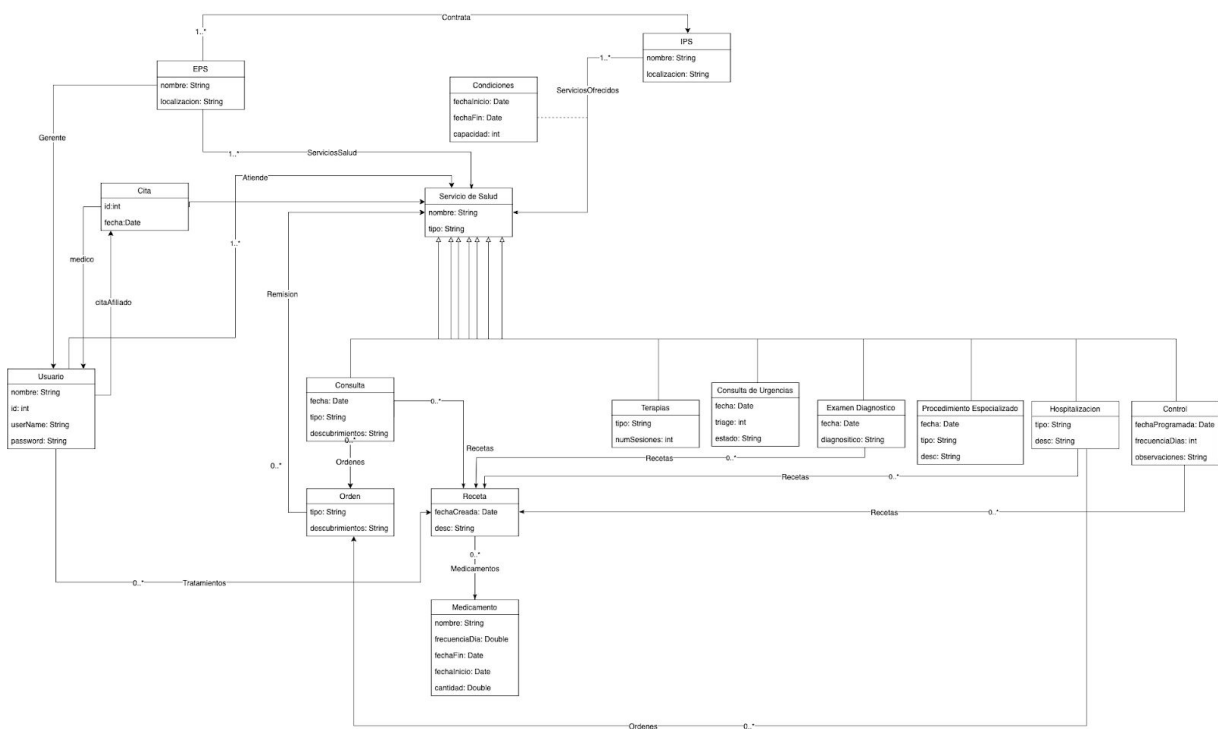 Contrata
1..*
IPS
nombre: String
localizacion: String
EPS
nombre: String
localizacion: String
1..*
ServiciosOfrecidos
Condiciones
fechaInicio: Date
fechaFin: Date
capacidad: int
Gerente
1..*
ServiciosSalud
Atiende
Cita
id:int
fecha:Date
Servicio de Salud
nombre: String
tipo: String
1..*
medico
citaAfiliado
Remision
Usuario
nombre: String
id: int
userName: String
password: String
Consulta
fecha: Date
tipo: String
descubrimientos: String
0..*
0..*
Ordenes
Recetas
0..*
Terapias
tipo: String
numSesiones: int
Consulta de Urgencias
fecha: Date
triage: int
estado: String
Examen Diagnostico
fecha: Date
diagnositico: String
Procedimiento Especializado
fecha: Date
tipo: String
desc: String
Hospitalizacion
tipo: String
desc: String
Control
fechaProgramada: Date
frecuenciaDias: int
observaciones: String
Recetas
0..*
Recetas
0..*
Recetas
0..*
Orden
tipo: String
descubrimientos: String
Receta
fechaCreada: Date
desc: String
0..*
Medicamentos
0..*
Tratamientos
Medicamento
nombre: String
frecuenciaDia: Double
fechaFin: Date
fechaInicio: Date
cantidad: Double
Ordenes
0..*